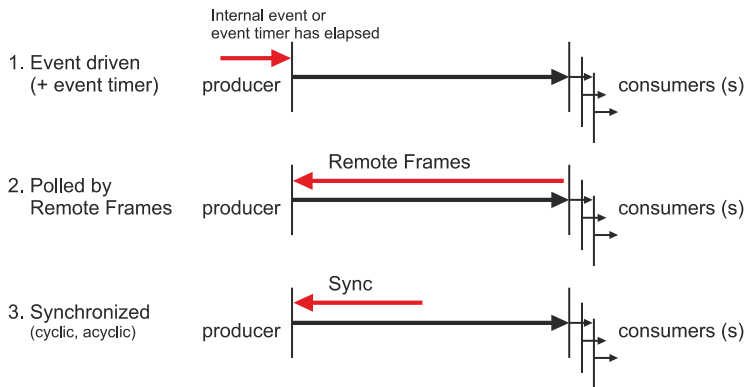 Internal event or
event timer has elapsed
1. Event driven
(+ event timer)
producer
consumers (s)
Remote Frames
2. Polled by
Remote Frames
producer
consumers (s)
Sync
3. Synchronized
(cyclic, acyclic)
producer
consumers (s)